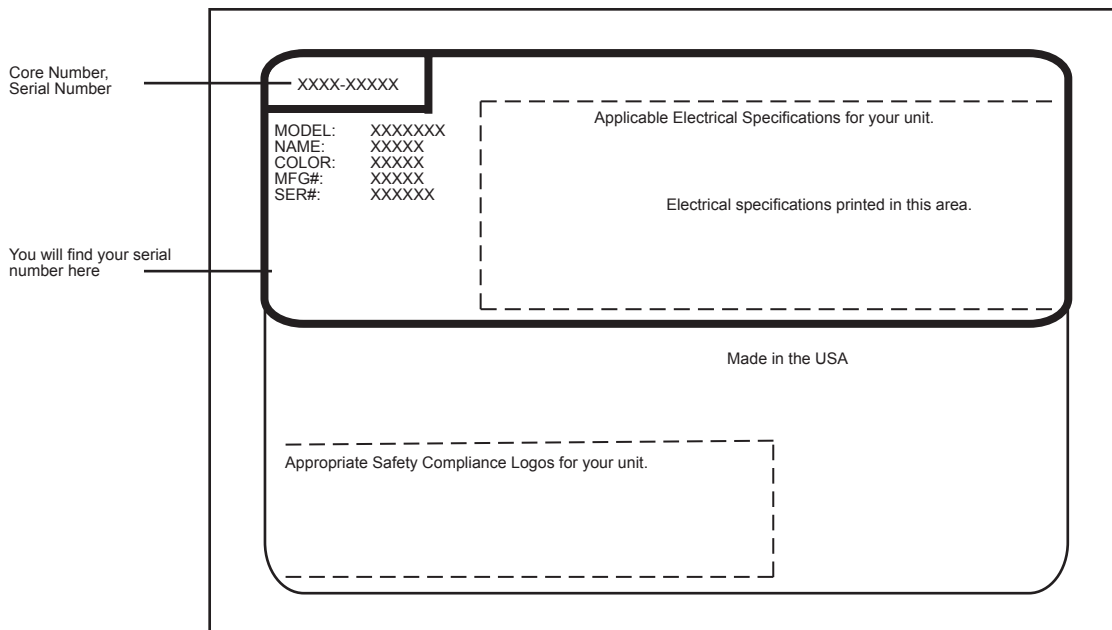 Core Number,
Serial Number
XXXX-XXXXX
MODEL: XXXXXXX
NAME: XXXXX
COLOR: XXXXX
MFG#: XXXXX
SER#: XXXXXX
Applicable Electrical Specifications for your unit.
Electrical specifications printed in this area.
You will find your serial
number here
Made in the USA
Appropriate Safety Compliance Logos for your unit.